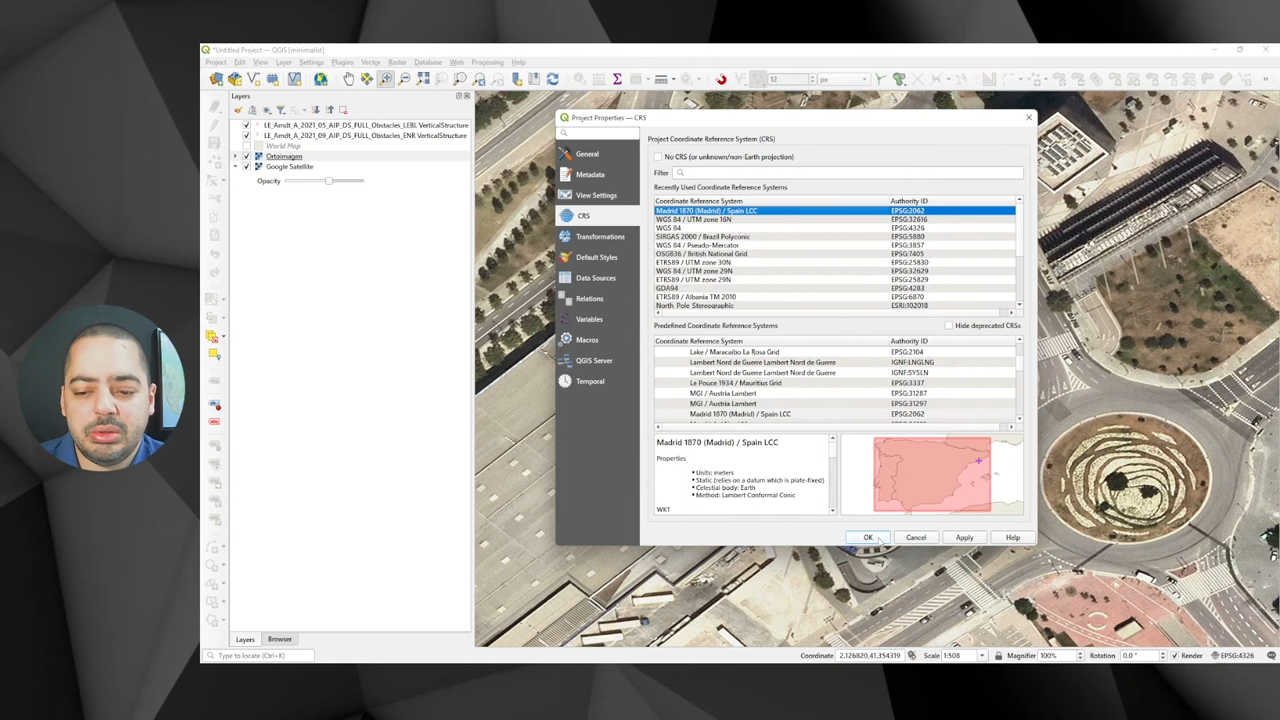 *Untitled Project — QGIS [minimalist]
Project Edit View Layer Settings Plugins Vector Raster Database Web Processing Help
12 px
Layers
LE_Amdt_A_2021_05_AIP_DS_FULL_Obstacles_LEBL VerticalStructure
LE_Amdt_A_2021_09_AIP_DS_FULL_Obstacles_ENR VerticalStructure
World Map
Ortoimagen
Google Satellite
Opacity
Project Properties — CRS
General
Metadata
View Settings
CRS
Transformations
Default Styles
Data Sources
Relations
Variables
Macros
QGIS Server
Temporal
Project Coordinate Reference System (CRS)
No CRS (or unknown/non-Earth projection)
Filter
Recently Used Coordinate Reference Systems
Coordinate Reference System Authority ID
Madrid 1870 (Madrid) / Spain LCC EPSG:2062
WGS 84 / UTM zone 16N EPSG:32616
WGS 84 EPSG:4326
SIRGAS 2000 / Brazil Polyconic EPSG:5880
WGS 84 / Pseudo-Mercator EPSG:3857
OSGB36 / British National Grid EPSG:7405
ETRS89 / UTM zone 30N EPSG:25830
WGS 84 / UTM zone 29N EPSG:32629
ETRS89 / UTM zone 29N EPSG:25829
GDA94 EPSG:4283
ETRS89 / Albania TM 2010 EPSG:6870
North Pole Stereographic ESRI:102018
Predefined Coordinate Reference Systems Hide deprecated CRSs
Coordinate Reference System Authority ID
Lake / Maracaibo La Rosa Grid EPSG:2104
Lambert Nord de Guerre Lambert Nord de Guerre IGNF:LNGLNG
Lambert Nord de Guerre Lambert Nord de Guerre IGNF:SYSLN
Le Pouce 1934 / Mauritius Grid EPSG:3337
MGI / Austria Lambert EPSG:31287
MGI / Austria Lambert EPSG:31297
Madrid 1870 (Madrid) / Spain LCC EPSG:2062
Madrid 1870 (Madrid) / Spain LCC
Properties
• Units: meters
• Static (relies on a datum which is plate-fixed)
• Celestial body: Earth
• Method: Lambert Conformal Conic
WKT
OK Cancel Apply Help
Layers Browser
Type to locate (Ctrl+K)
Coordinate 2.126820,41.354319 Scale 1:508 Magnifier 100% Rotation 0.0 ° Render EPSG:4326